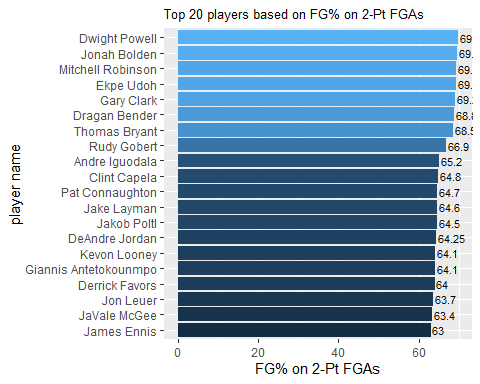 Top 20 players based on FG% on 2-Pt FGAs
player name
Dwight Powell 69
Jonah Bolden 69.
Mitchell Robinson 69.
Ekpe Udoh 69.
Gary Clark 69.
Dragan Bender 68.8
Thomas Bryant 68.5
Rudy Gobert 66.9
Andre Iguodala 65.2
Clint Capela 64.8
Pat Connaughton 64.7
Jake Layman 64.6
Jakob Poltl 64.5
DeAndre Jordan 64.25
Kevon Looney 64.1
Giannis Antetokounmpo 64.1
Derrick Favors 64
Jon Leuer 63.7
JaVale McGee 63.4
James Ennis 63
0 20 40 60
FG% on 2-Pt FGAs